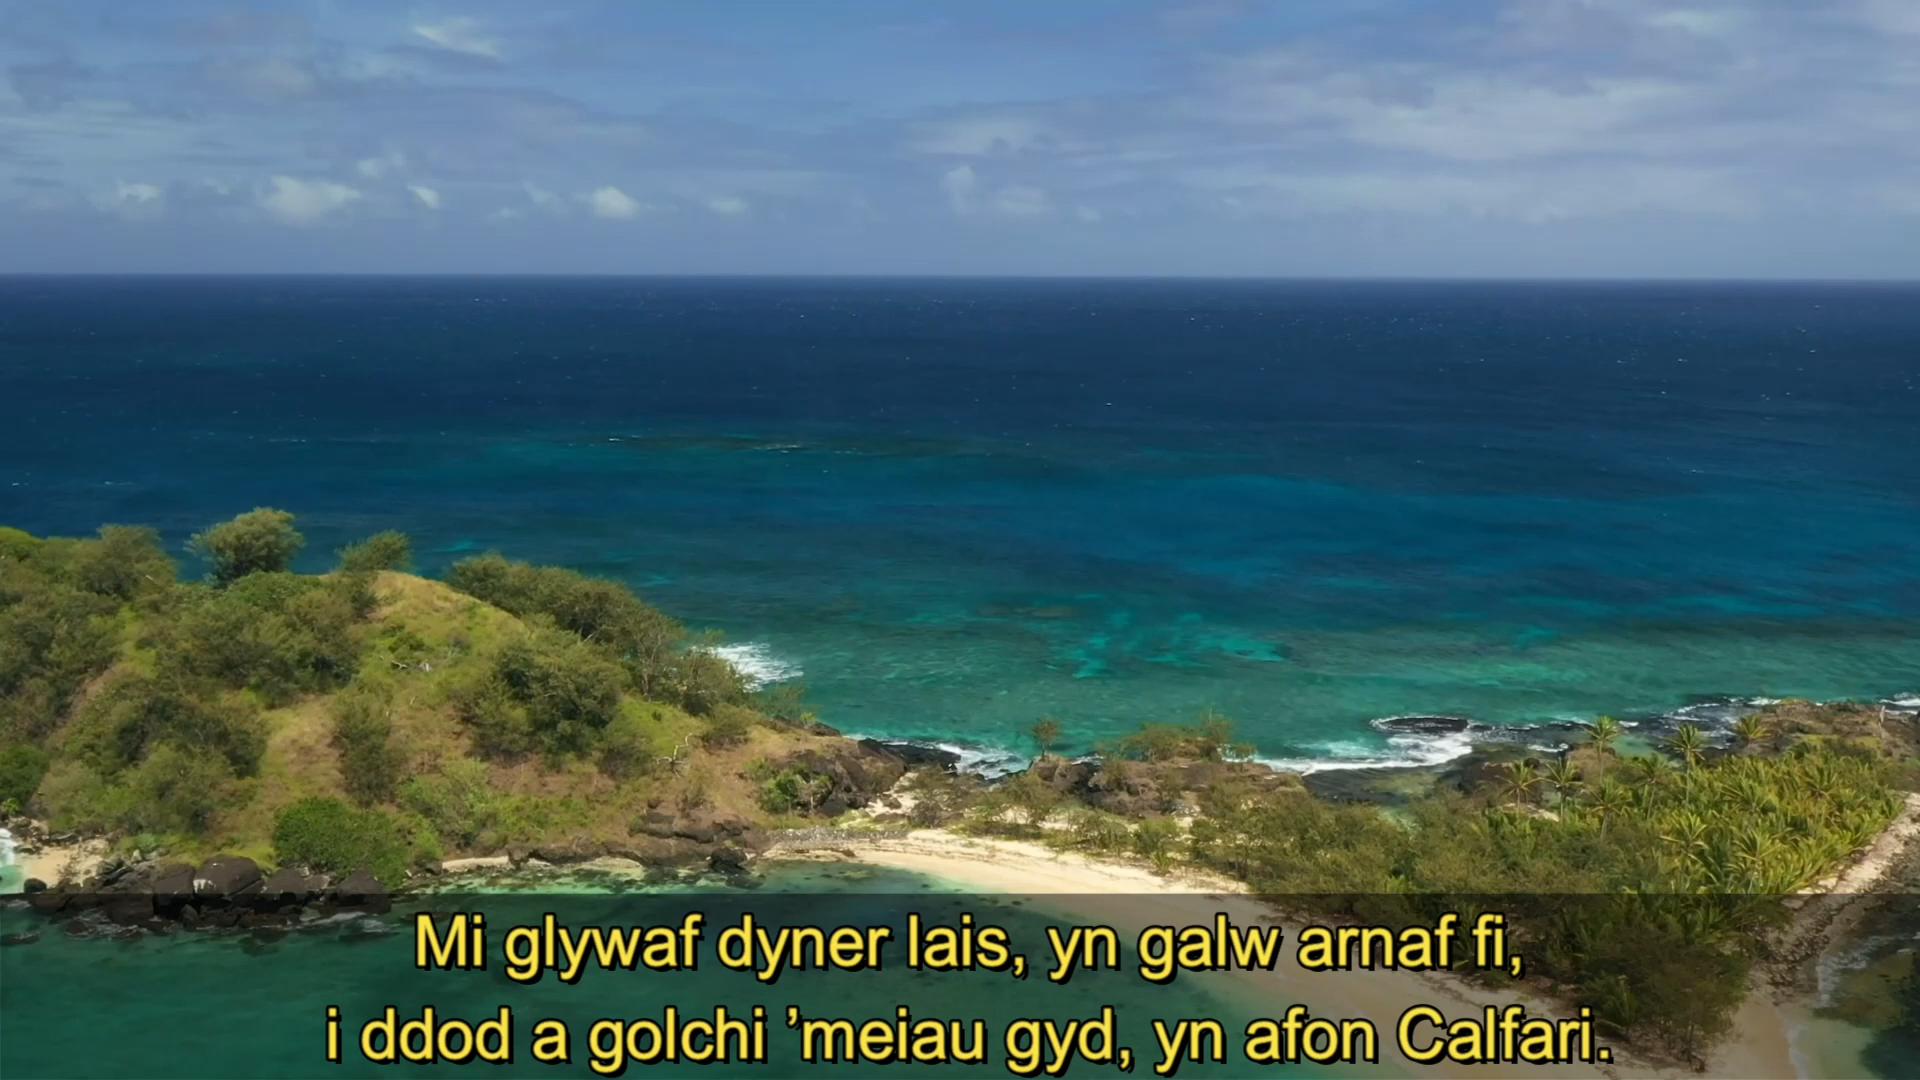 Mi glywaf dyner lais, yn galw arnaf fi,
i ddod a golchi ’meiau gyd, yn afon Calfari.